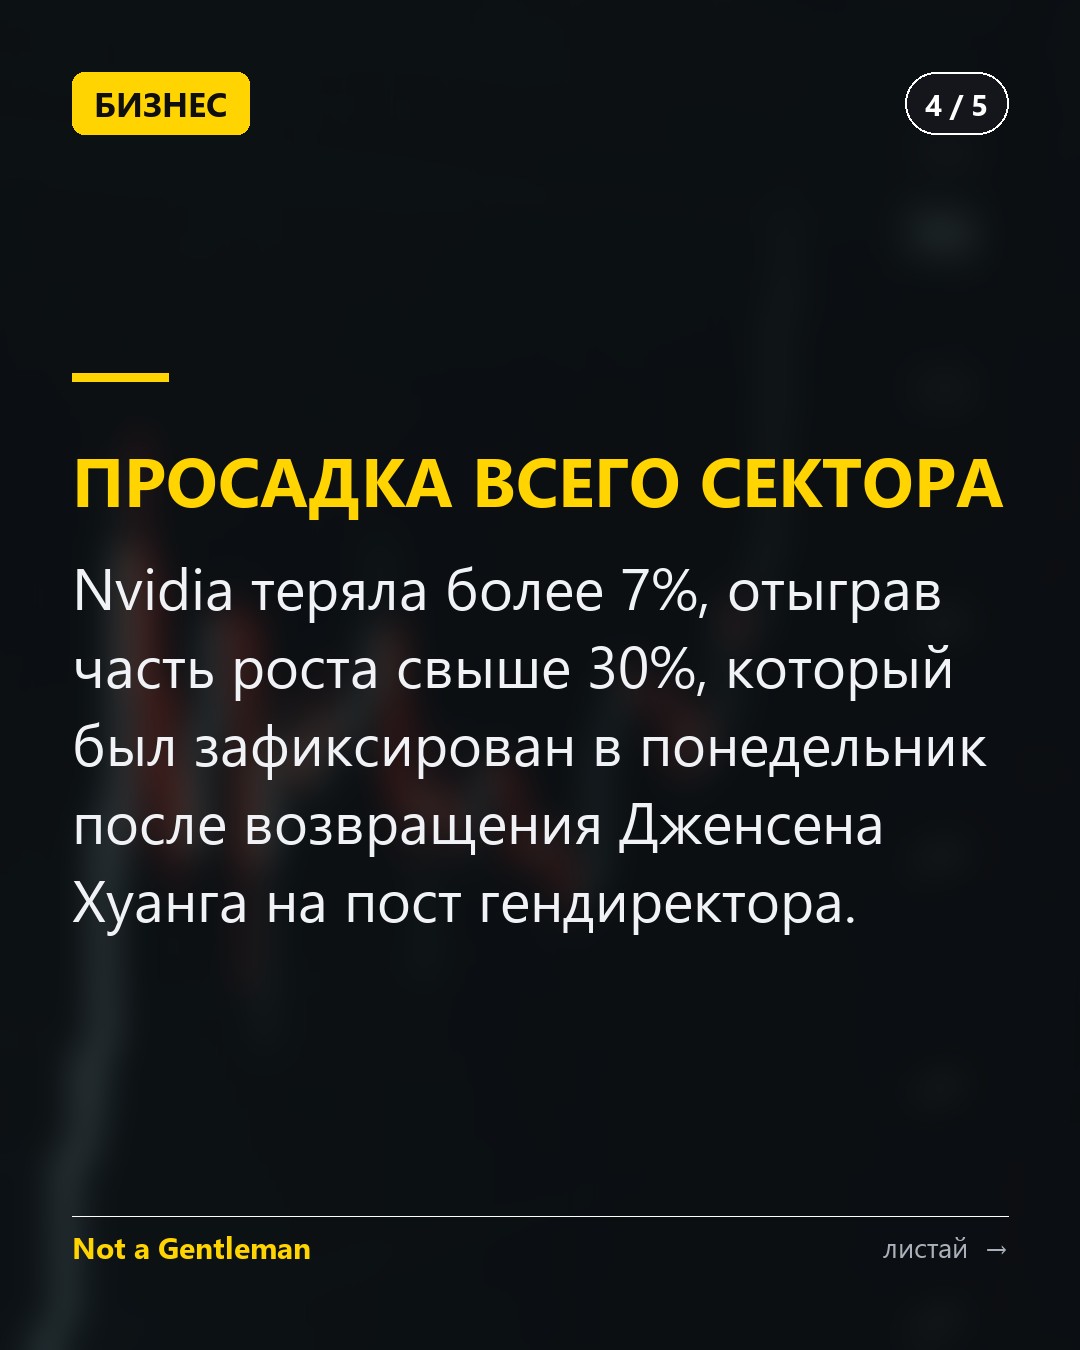 БИЗНЕС
4 / 5
ПРОСАДКА ВСЕГО СЕКТОРА
Nvidia теряла более 7%, отыграв
часть роста свыше 30%, который
был зафиксирован в понедельник
после возвращения Дженсена
Хуанга на пост гендиректора.
Not a Gentleman
листай →